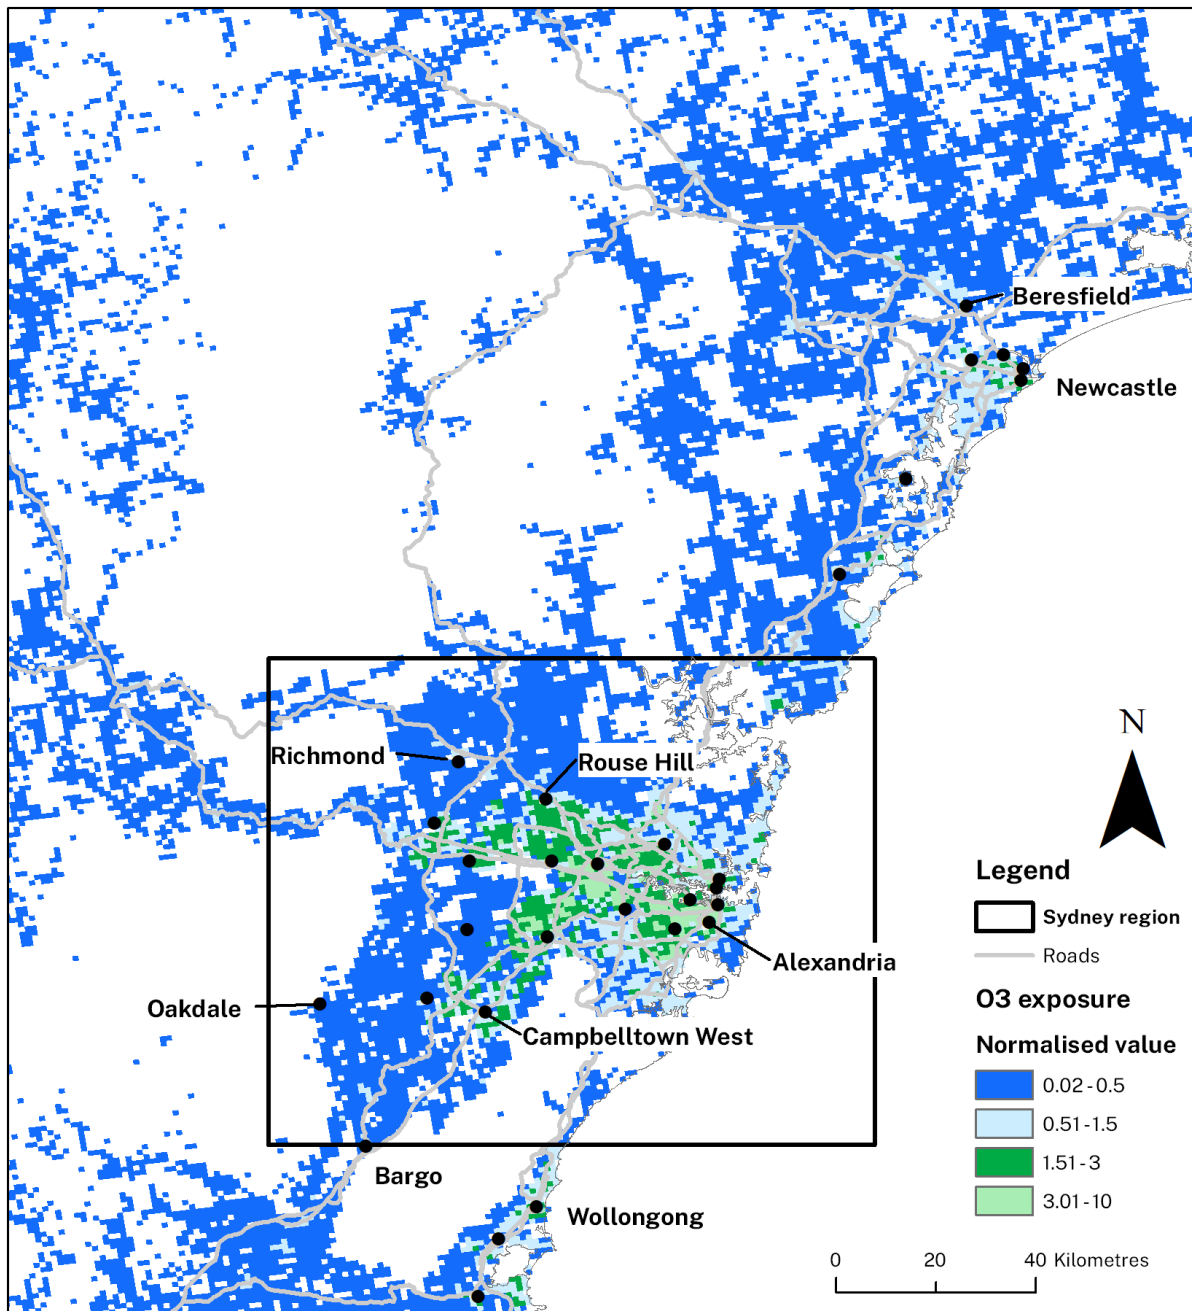 Beresfield
Newcastle
Richmond
Rouse Hill
N
Legend
Sydney region
Roads
Alexandria
Oakdale
O3 exposure
Campbelltown West
Normalised value
0.02 - 0.5
0.51 - 1.5
1.51 - 3
Bargo
3.01 - 10
Wollongong
0 20 40 Kilometres